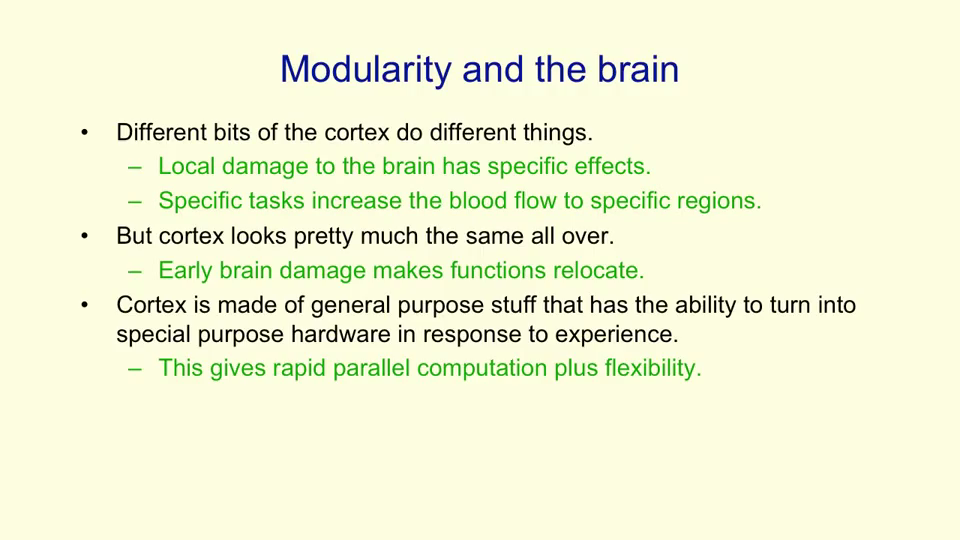 Modularity and the brain
• Different bits of the cortex do different things.
– Local damage to the brain has specific effects.
– Specific tasks increase the blood flow to specific regions.
• But cortex looks pretty much the same all over.
– Early brain damage makes functions relocate.
• Cortex is made of general purpose stuff that has the ability to turn into
special purpose hardware in response to experience.
– This gives rapid parallel computation plus flexibility.